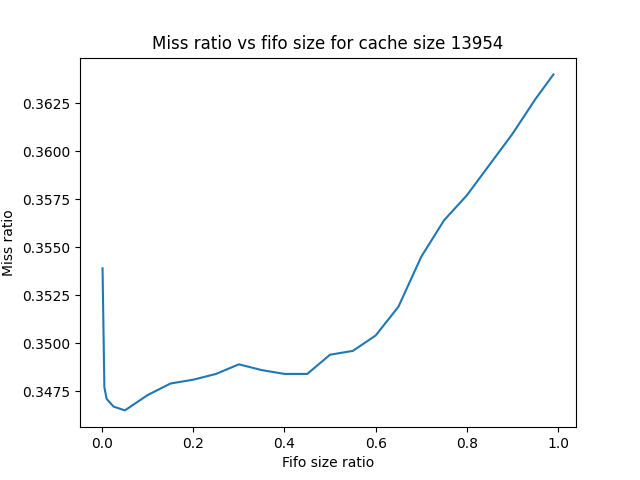 Miss ratio vs fifo size for cache size 13954
0.3625
0.3600
0.3575
0.3550
0.3525
0.3500
0.3475
Miss ratio
0.0 0.2 0.4 0.6 0.8 1.0
Fifo size ratio